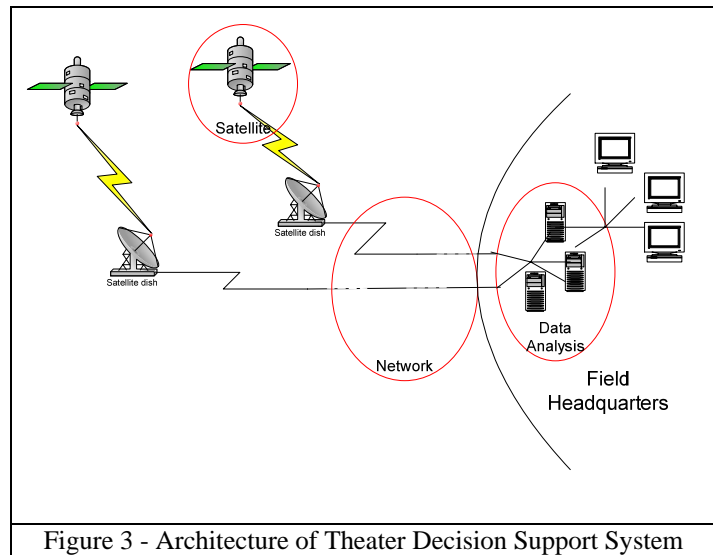 Satellite
Satellite dish
Satellite dish
Network
Data
Analysis
Field
Headquarters
Figure 3 - Architecture of Theater Decision Support System